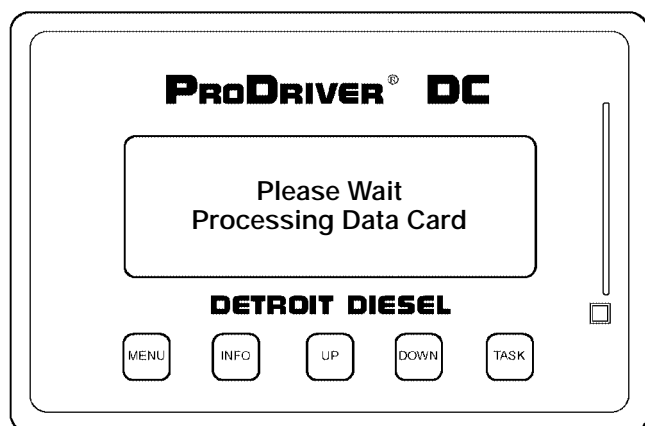 PRODRIVER® DC
Please Wait
Processing Data Card
DETROIT DIESEL
MENU INFO UP DOWN TASK